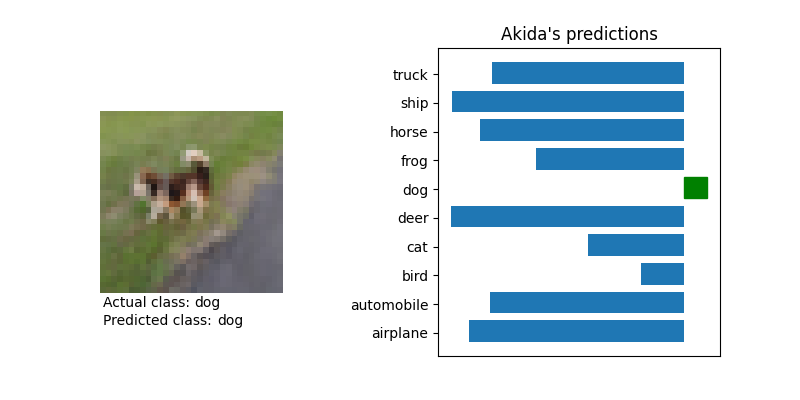 Akida's predictions
truck
ship
horse
frog
dog
deer
cat
bird
automobile
airplane
Actual class: dog
Predicted class: dog